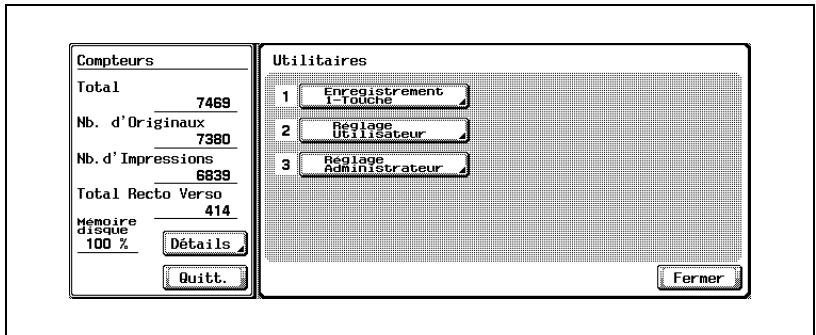 Compteurs
Total
7469
Nb. d'Originaux
7380
Nb.d'Impressions
6839
Total Recto Verso
414
Mémoire
disque
100 %
Détails
Quitt.
Utilitaires
1 Enregistrement
1-Touche
2 Réglage
Utilisateur
3 Réglage
Administrateur
Fermer